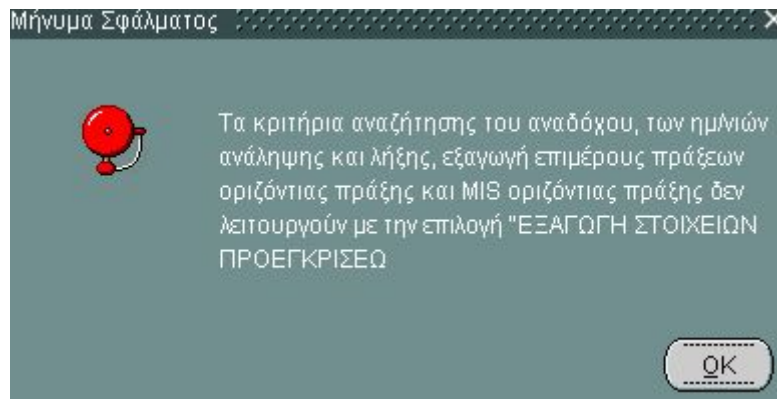 Μήνυμα Σφάλματος
Τα κριτήρια αναζήτησης του αναδόχου, των ημ/νιών
ανάληψης και λήξης, εξαγωγή επιμέρους πράξεων
οριζόντιας πράξης και MIS οριζόντιας πράξης δεν
λειτουργούν με την επιλογή "ΕΞΑΓΩΓΗ ΣΤΟΙΧΕΙΩΝ
ΠΡΟΕΓΚΡΙΣΕΩ
OK